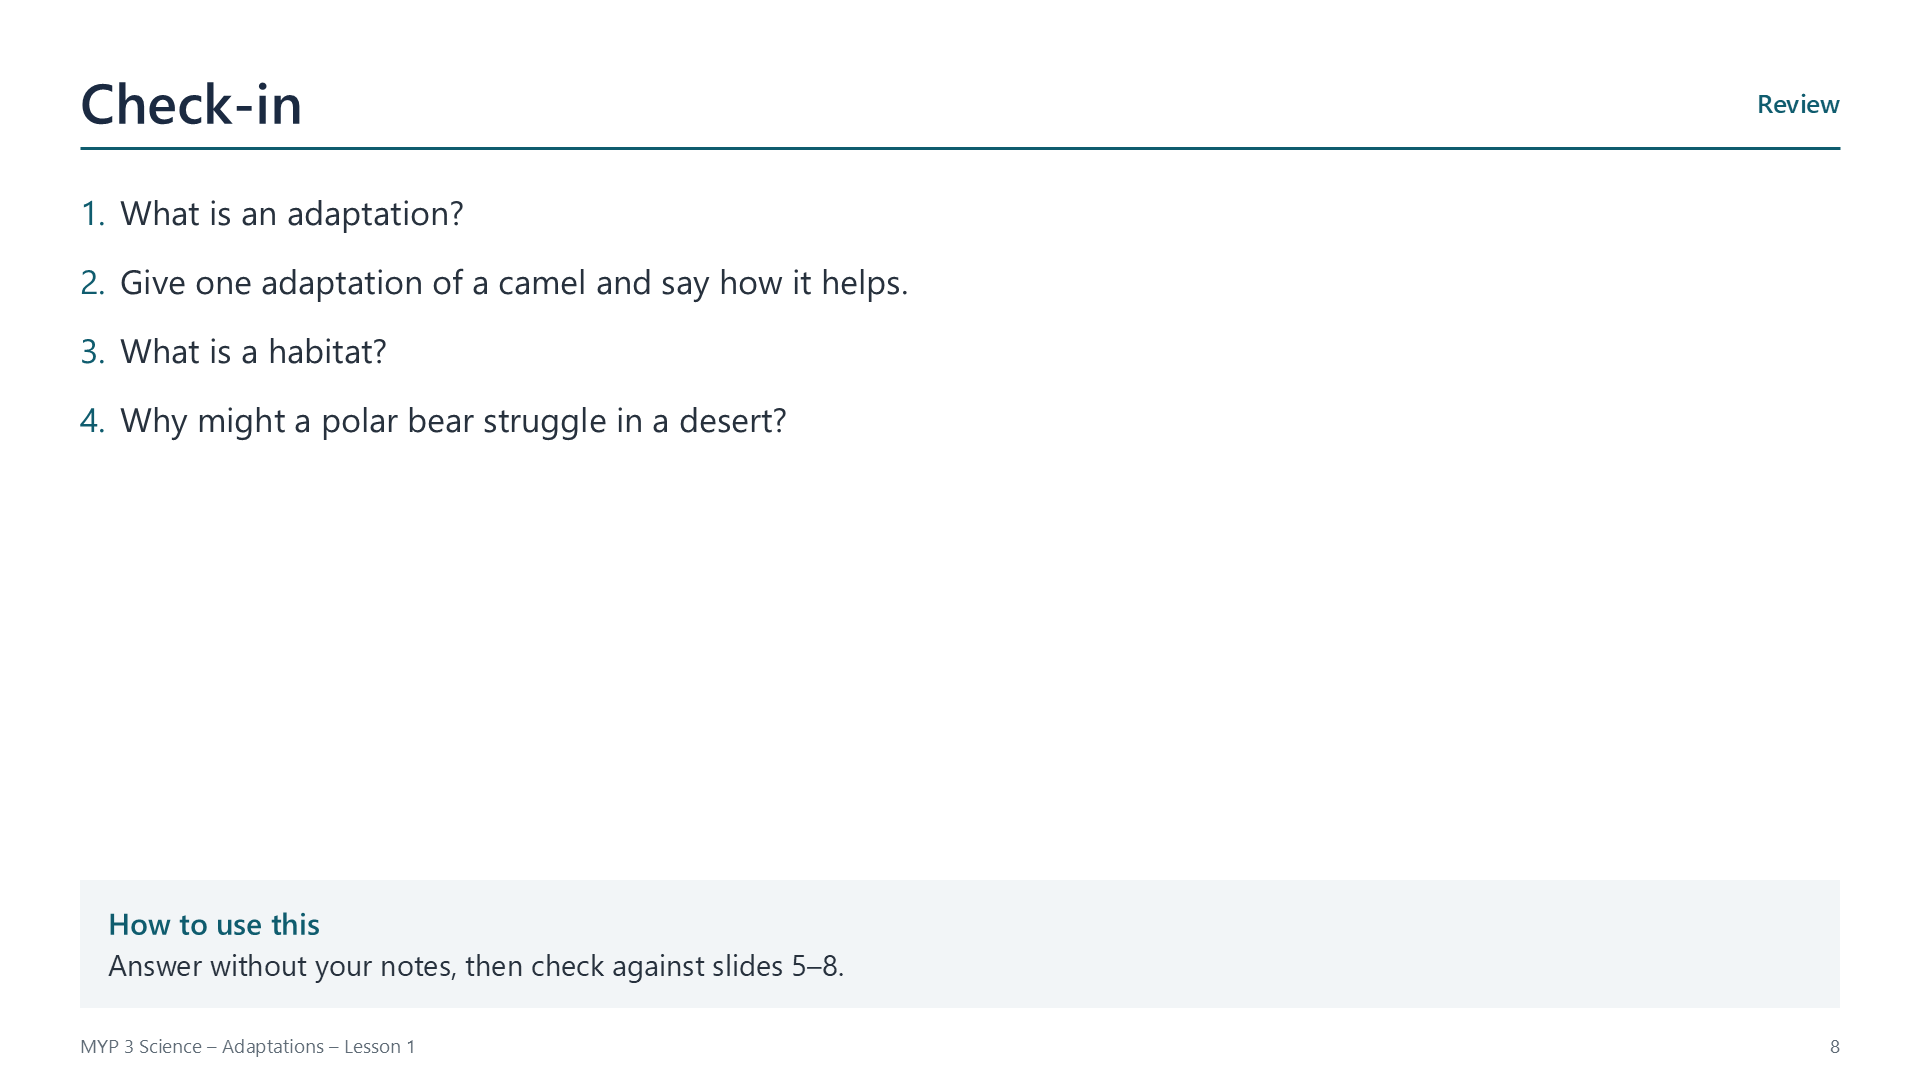 Check-in
Review
1. What is an adaptation?
2. Give one adaptation of a camel and say how it helps.
3. What is a habitat?
4. Why might a polar bear struggle in a desert?
How to use this
Answer without your notes, then check against slides 5–8.
MYP 3 Science – Adaptations – Lesson 1
8